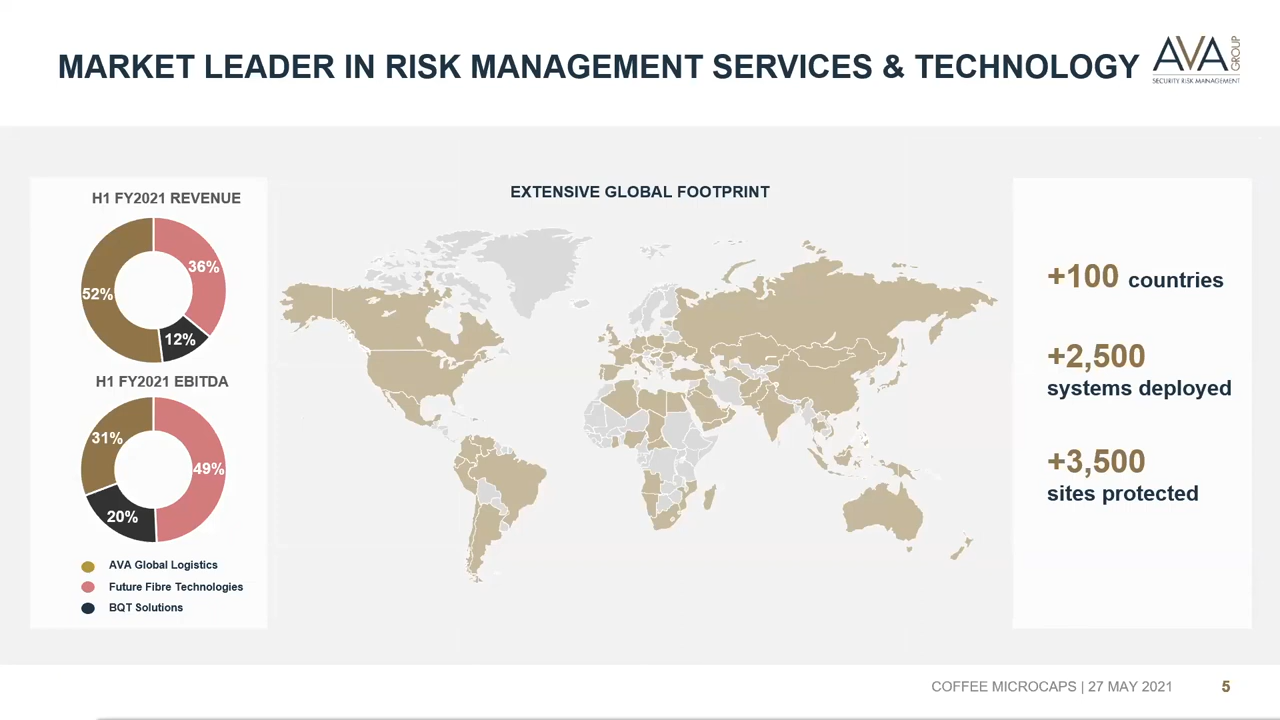 MARKET LEADER IN RISK MANAGEMENT SERVICES & TECHNOLOGY
AVA GROUP
SECURITY RISK MANAGEMENT
H1 FY2021 REVENUE
36%
52%
12%
H1 FY2021 EBITDA
31%
49%
20%
AVA Global Logistics
Future Fibre Technologies
BQT Solutions
EXTENSIVE GLOBAL FOOTPRINT
+100 countries
+2,500
systems deployed
+3,500
sites protected
COFFEE MICROCAPS | 27 MAY 2021
5